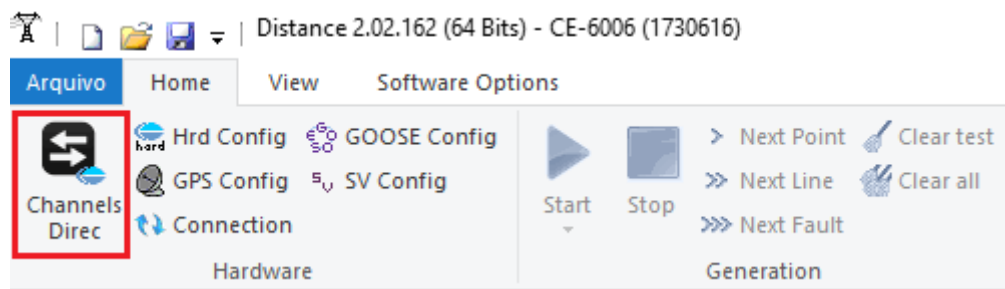 Distance 2.02.162 (64 Bits) - CE-6006 (1730616)
Arquivo Home View Software Options
Channels Direc
hard Hrd Config
GPS Config
Connection
GOOSE Config
SV Config
Hardware
Start
Stop
> Next Point
>> Next Line
>>> Next Fault
Clear test
Clear all
Generation